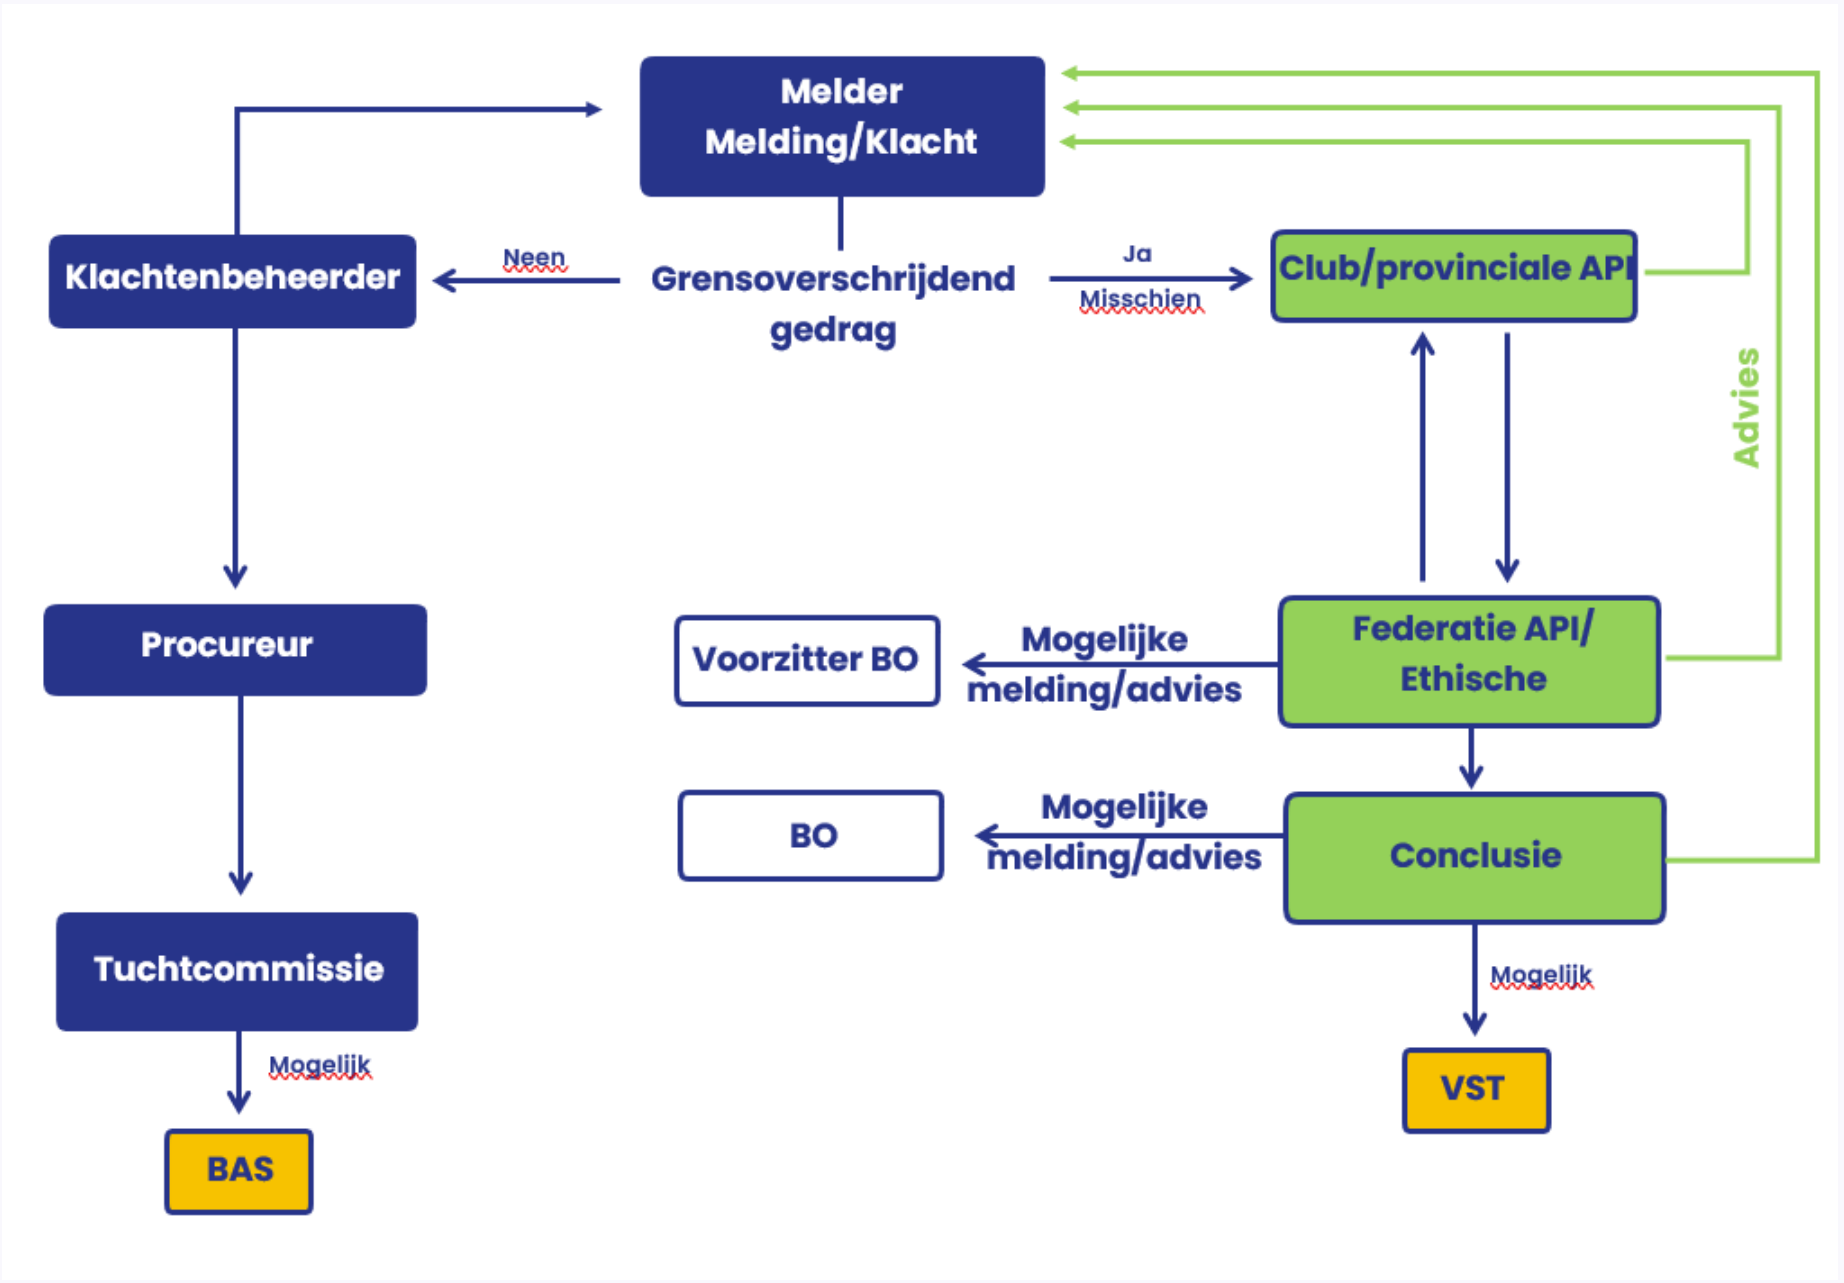 Melder
Melding/Klacht
Klachtenbeheerder
Neen
Grensoverschrijdend
gedrag
Ja
Misschien
Club/provinciale API
Advies
Procureur
Voorzitter BO
Mogelijke
melding/advies
Federatie API/
Ethische
BO
Mogelijke
melding/advies
Conclusie
Tuchtcommissie
Mogelijk
Mogelijk
VST
BAS